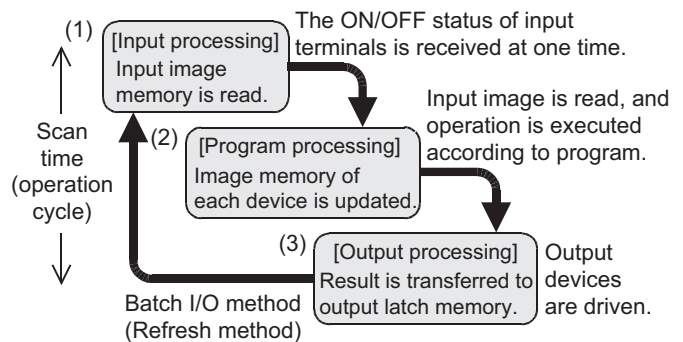 (1)
[Input processing]
Input image
memory is read.
The ON/OFF status of input
terminals is received at one time.
Scan
time
(operation
cycle)
(2)
[Program processing]
Image memory of
each device is updated.
Input image is read, and
operation is executed
according to program.
(3)
[Output processing]
Result is transferred to
output latch memory.
Output
devices
are driven.
Batch I/O method
(Refresh method)